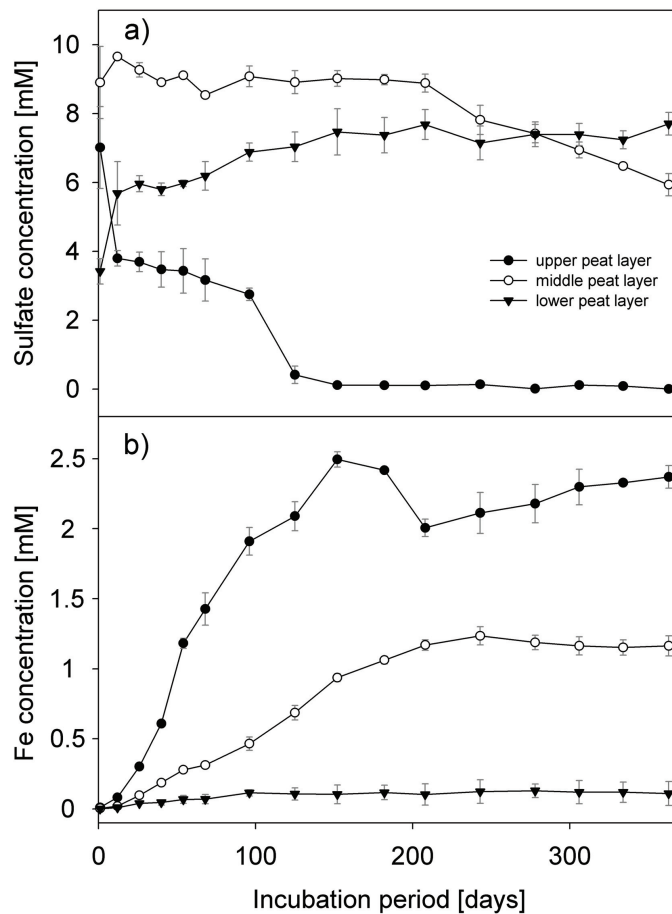 a)
10
8
6
4
2
0
Sulfate concentration [mM]
upper peat layer
middle peat layer
lower peat layer
b)
2.5
2
1.5
1
0.5
0
Fe concentration [mM]
0 100 200 300
Incubation period [days]